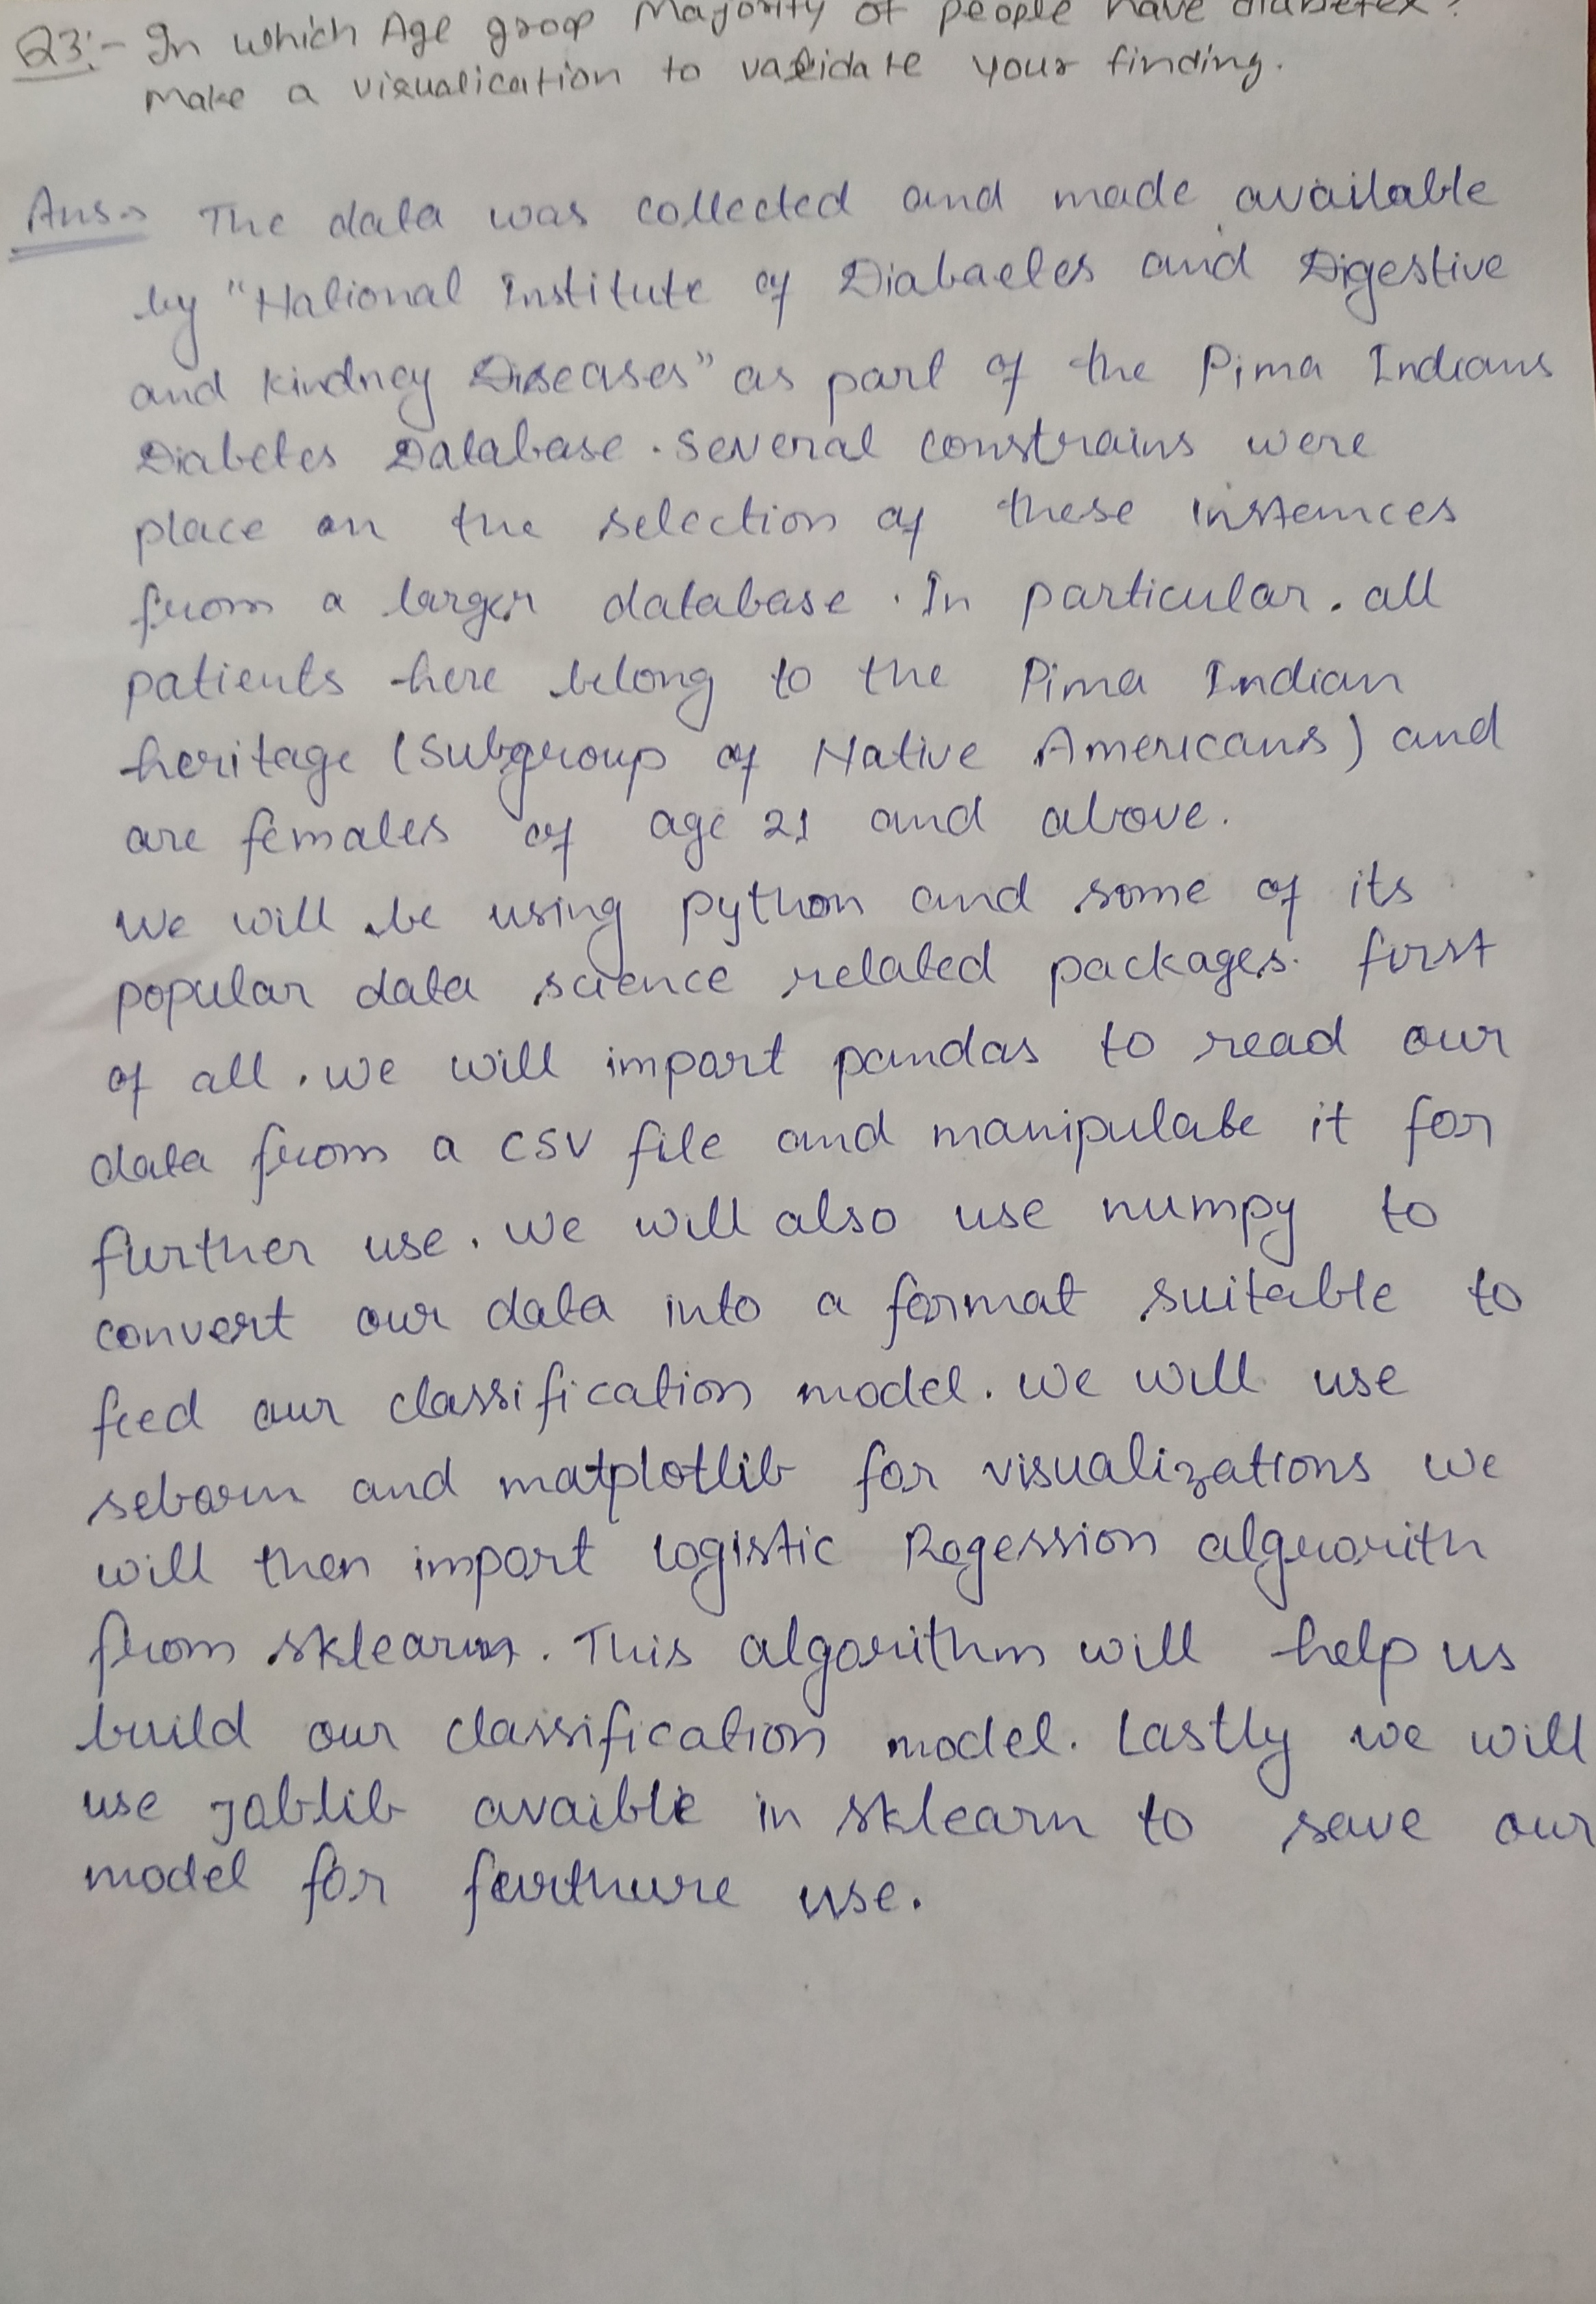 Q3:- In which Age groop Majority of people have diabetex?
Make a visualication to validate your finding.
Ans→ The data was collected and made available
by "National Institute of Diabaeles and Digestive
and Kindney Diseases" as part of the Pima Indians
Diabetes Database. Several constrains were
place on the selection of these instances
from a larger database. In particular. all
patients here belong to the Pima Indian
heritage (Subgroup of Native Americans) and
are females of age 21 and above.
We will be using python and some of its
popular data science related packages. first
of all. we will import pandas to read our
data from a CSV file and manipulate it for
further use. We will also use numpy to
convert our data into a format suitable to
feed our classification model. we will use
seborn and matplotlib for visualizations we
will then import logistic Rogession alguorith
from sklearn. This algorithm will help us
build our classification model. Lastly we will
use joblib avaible in sklearn to save our
model for furthure use.